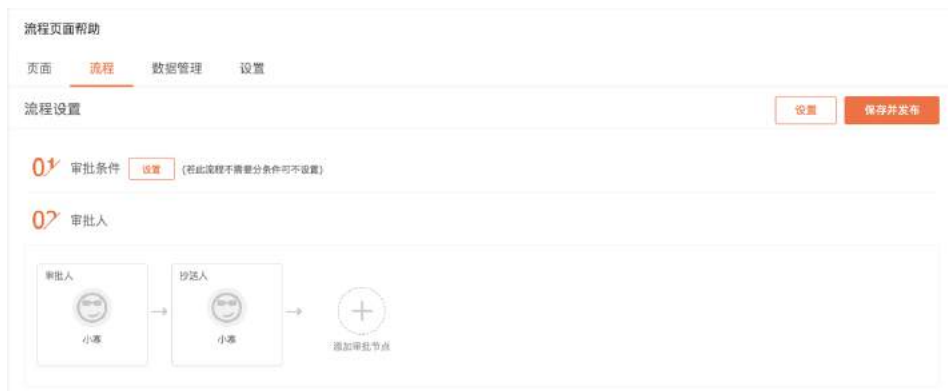 流程页面帮助
页面 流程 数据管理 设置
流程设置 设置 保存并发布
01 审批条件 设置 (若此流程不需要分条件可不设置)
02 审批人
审批人 抄送人
小寒 小寒
添加审批节点